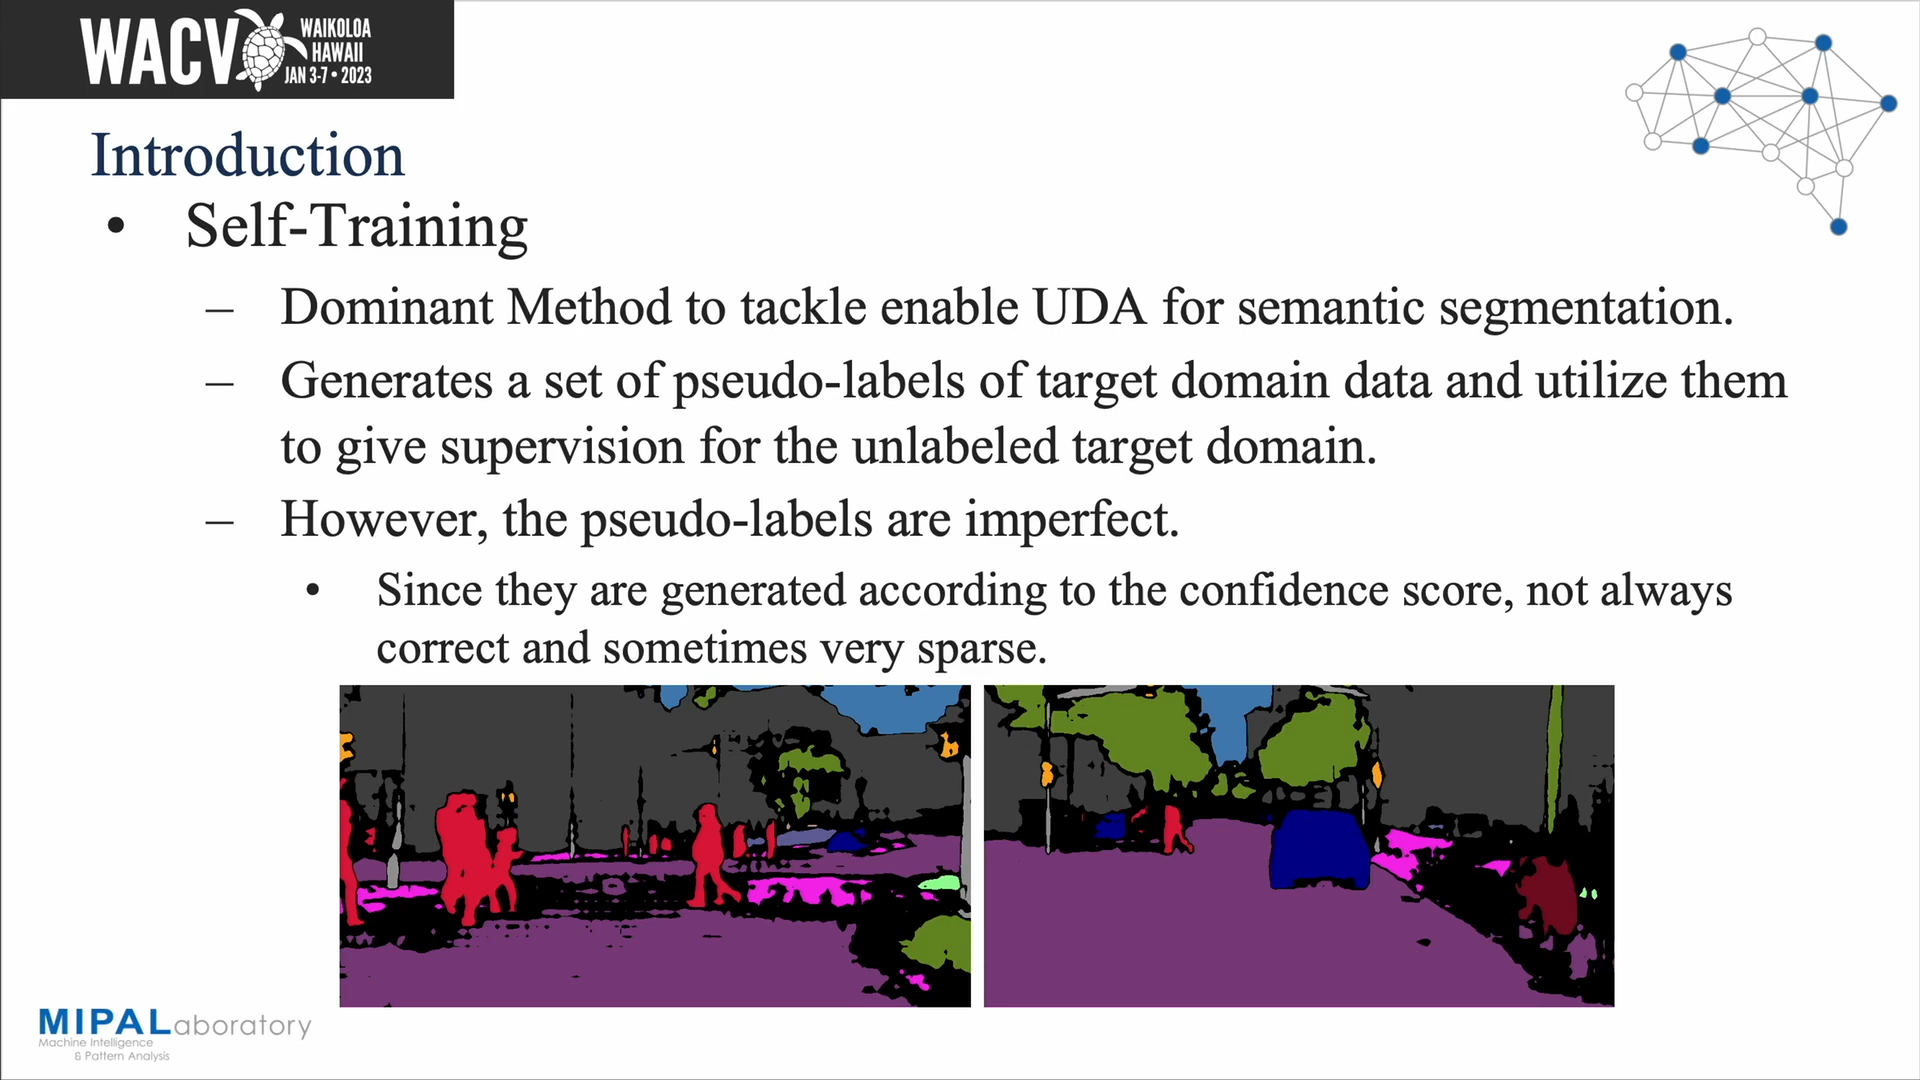 WACV
WAIKOLOA
HAWAII
JAN 3-7 • 2023
Introduction
• Self-Training
– Dominant Method to tackle enable UDA for semantic segmentation.
– Generates a set of pseudo-labels of target domain data and utilize them
to give supervision for the unlabeled target domain.
– However, the pseudo-labels are imperfect.
• Since they are generated according to the confidence score, not always
correct and sometimes very sparse.
MIPALaboratory
Machine Intelligence
& Pattern Analysis